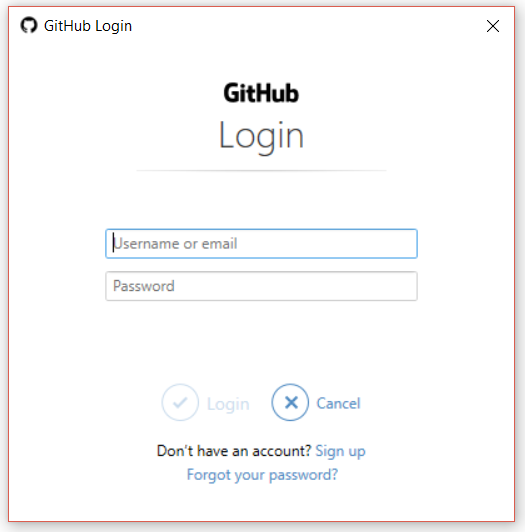 GitHub Login
GitHub
Login
Username or email
Password
Login Cancel
Don't have an account? Sign up
Forgot your password?